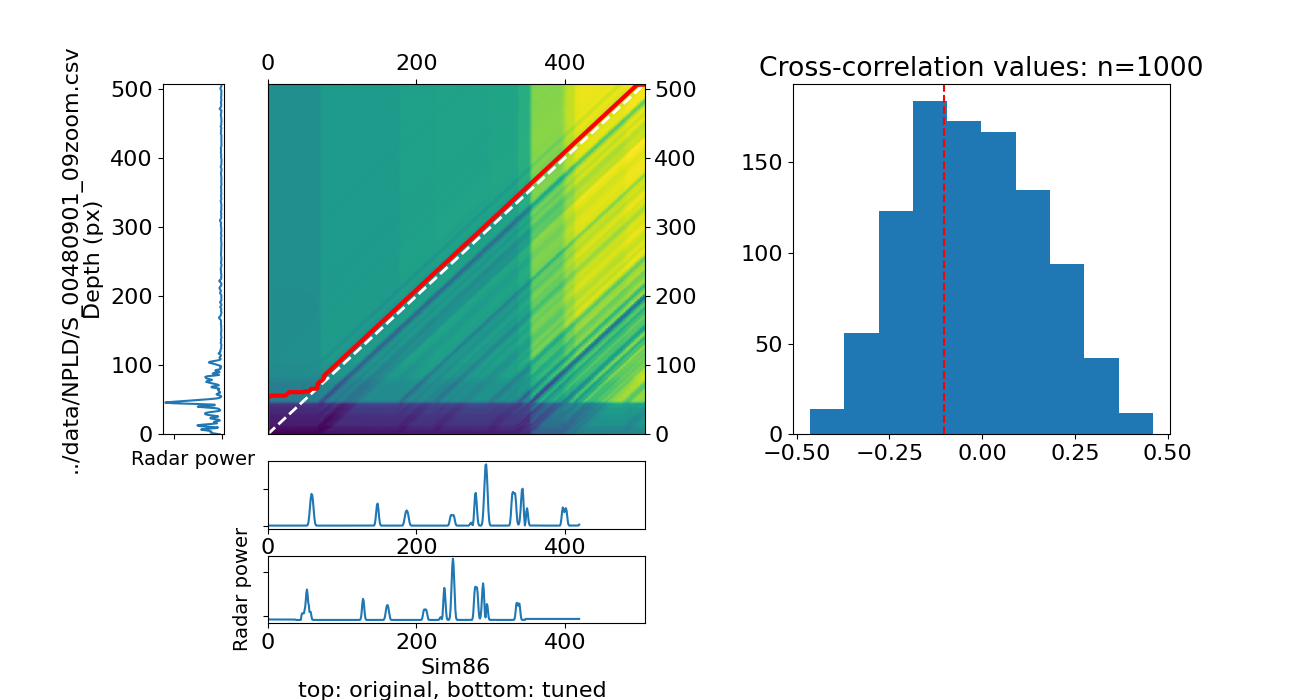 Cross-correlation values: n=1000
0 200 400
../data/NPLD/S_00480901_09zoom.csv
Depth (px)
500 500
400 400
300 300
200 200
100 100
0 0
150
100
50
0
−0.50 −0.25 0.00 0.25 0.50
Radar power
0 200 400
Radar power
0 200 400
Sim86
top: original, bottom: tuned